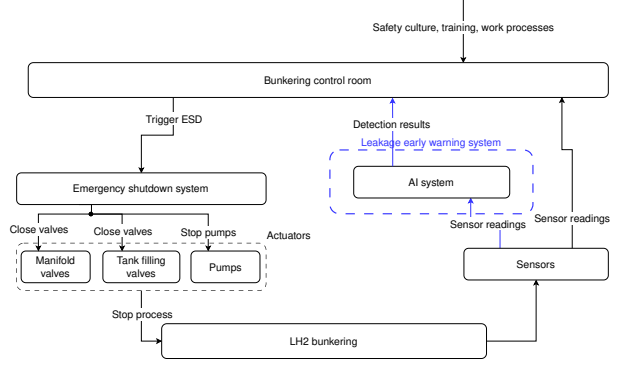 Safety culture, training, work processes
Bunkering control room
Trigger ESD
Detection results
Leakage early warning system
Emergency shutdown system
AI system
Sensor readings
Sensor readings
Close valves
Close valves
Stop pumps
Actuators
Manifold
valves
Tank filling
valves
Pumps
Sensors
Stop process
LH2 bunkering